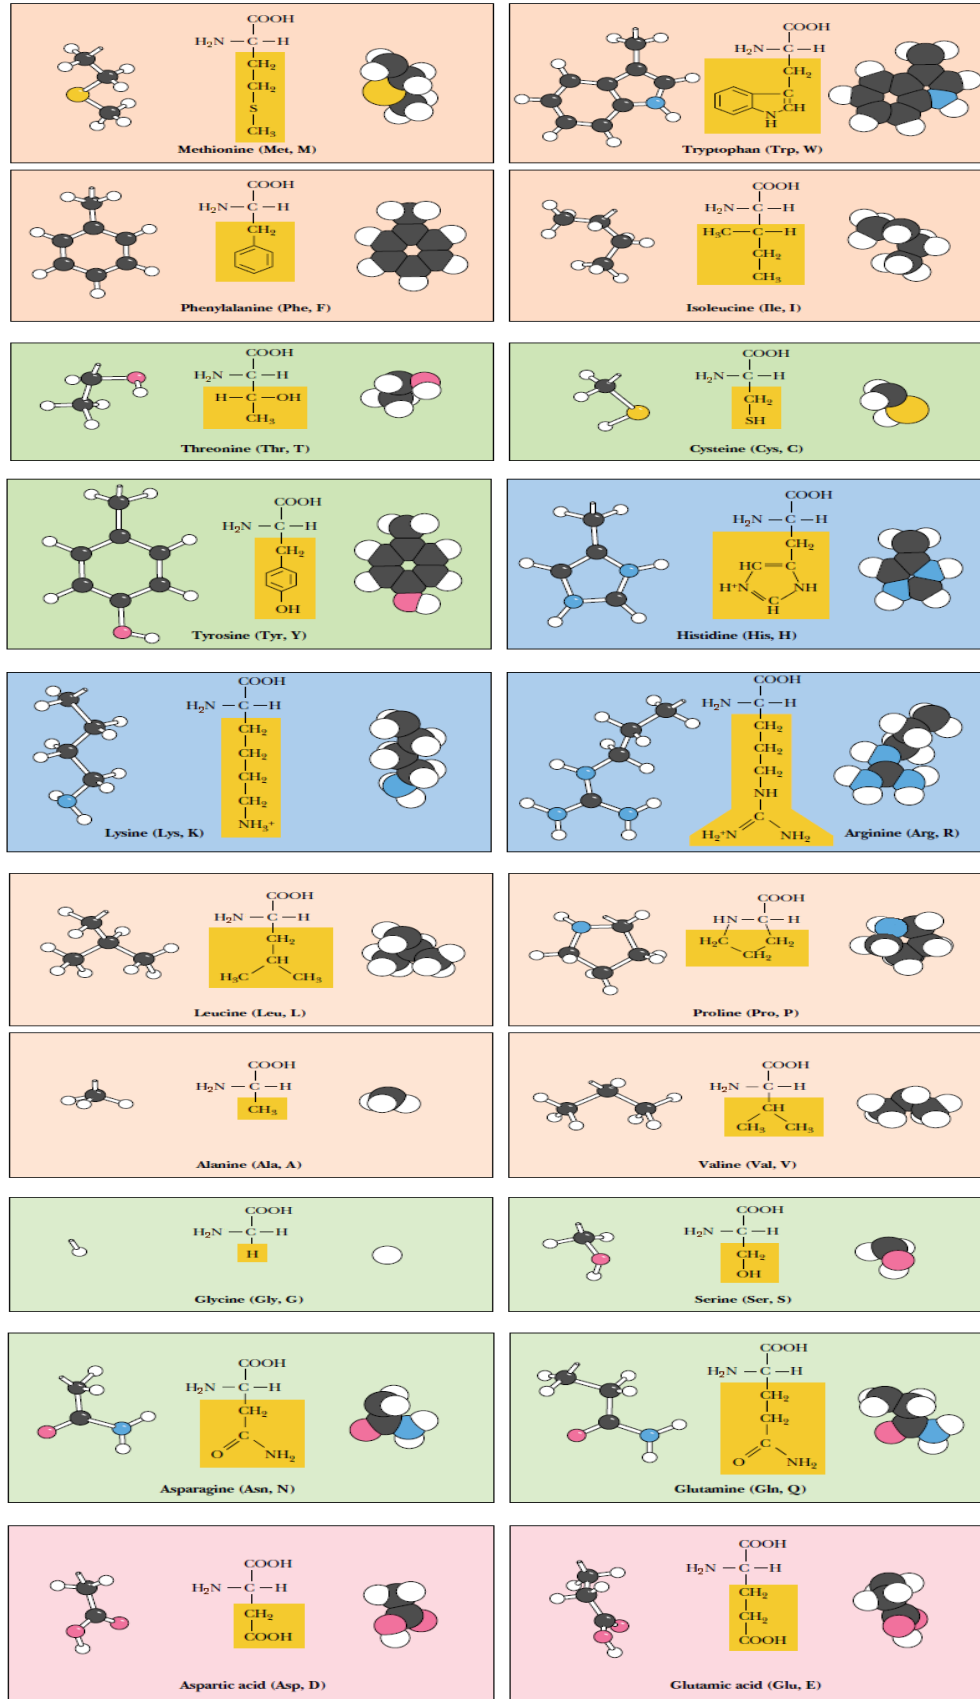 COOH
H₂N — C — H
CH₂
CH₂
S
CH₃
Methionine (Met, M)
COOH
H₂N — C — H
CH₂
C
CH
N
H
Tryptophan (Trp, W)
COOH
H₂N — C — H
CH₂
Phenylalanine (Phe, F)
COOH
H₂N — C — H
H₃C — C — H
CH₂
CH₃
Isoleucine (Ile, I)
COOH
H₂N — C — H
H — C — OH
CH₃
Threonine (Thr, T)
COOH
H₂N — C — H
CH₂
SH
Cysteine (Cys, C)
COOH
H₂N — C — H
CH₂
OH
Tyrosine (Tyr, Y)
COOH
H₂N — C — H
CH₂
HC = C
H⁺N NH
C
H
Histidine (His, H)
COOH
H₂N — C — H
CH₂
CH₂
CH₂
CH₂
NH₃⁺
Lysine (Lys, K)
COOH
H₂N — C — H
CH₂
CH₂
CH₂
NH
C
H₂⁺N NH₂
Arginine (Arg, R)
COOH
H₂N — C — H
CH₂
CH
H₃C CH₃
Leucine (Leu, L)
COOH
HN — C — H
H₂C CH₂
CH₂
Proline (Pro, P)
COOH
H₂N — C — H
CH₃
Alanine (Ala, A)
COOH
H₂N — C — H
CH
CH₃ CH₃
Valine (Val, V)
COOH
H₂N — C — H
H
Glycine (Gly, G)
COOH
H₂N — C — H
CH₂
OH
Serine (Ser, S)
COOH
H₂N — C — H
CH₂
C
O NH₂
Asparagine (Asn, N)
COOH
H₂N — C — H
CH₂
CH₂
C
O NH₂
Glutamine (Gln, Q)
COOH
H₂N — C — H
CH₂
COOH
Aspartic acid (Asp, D)
COOH
H₂N — C — H
CH₂
CH₂
COOH
Glutamic acid (Glu, E)